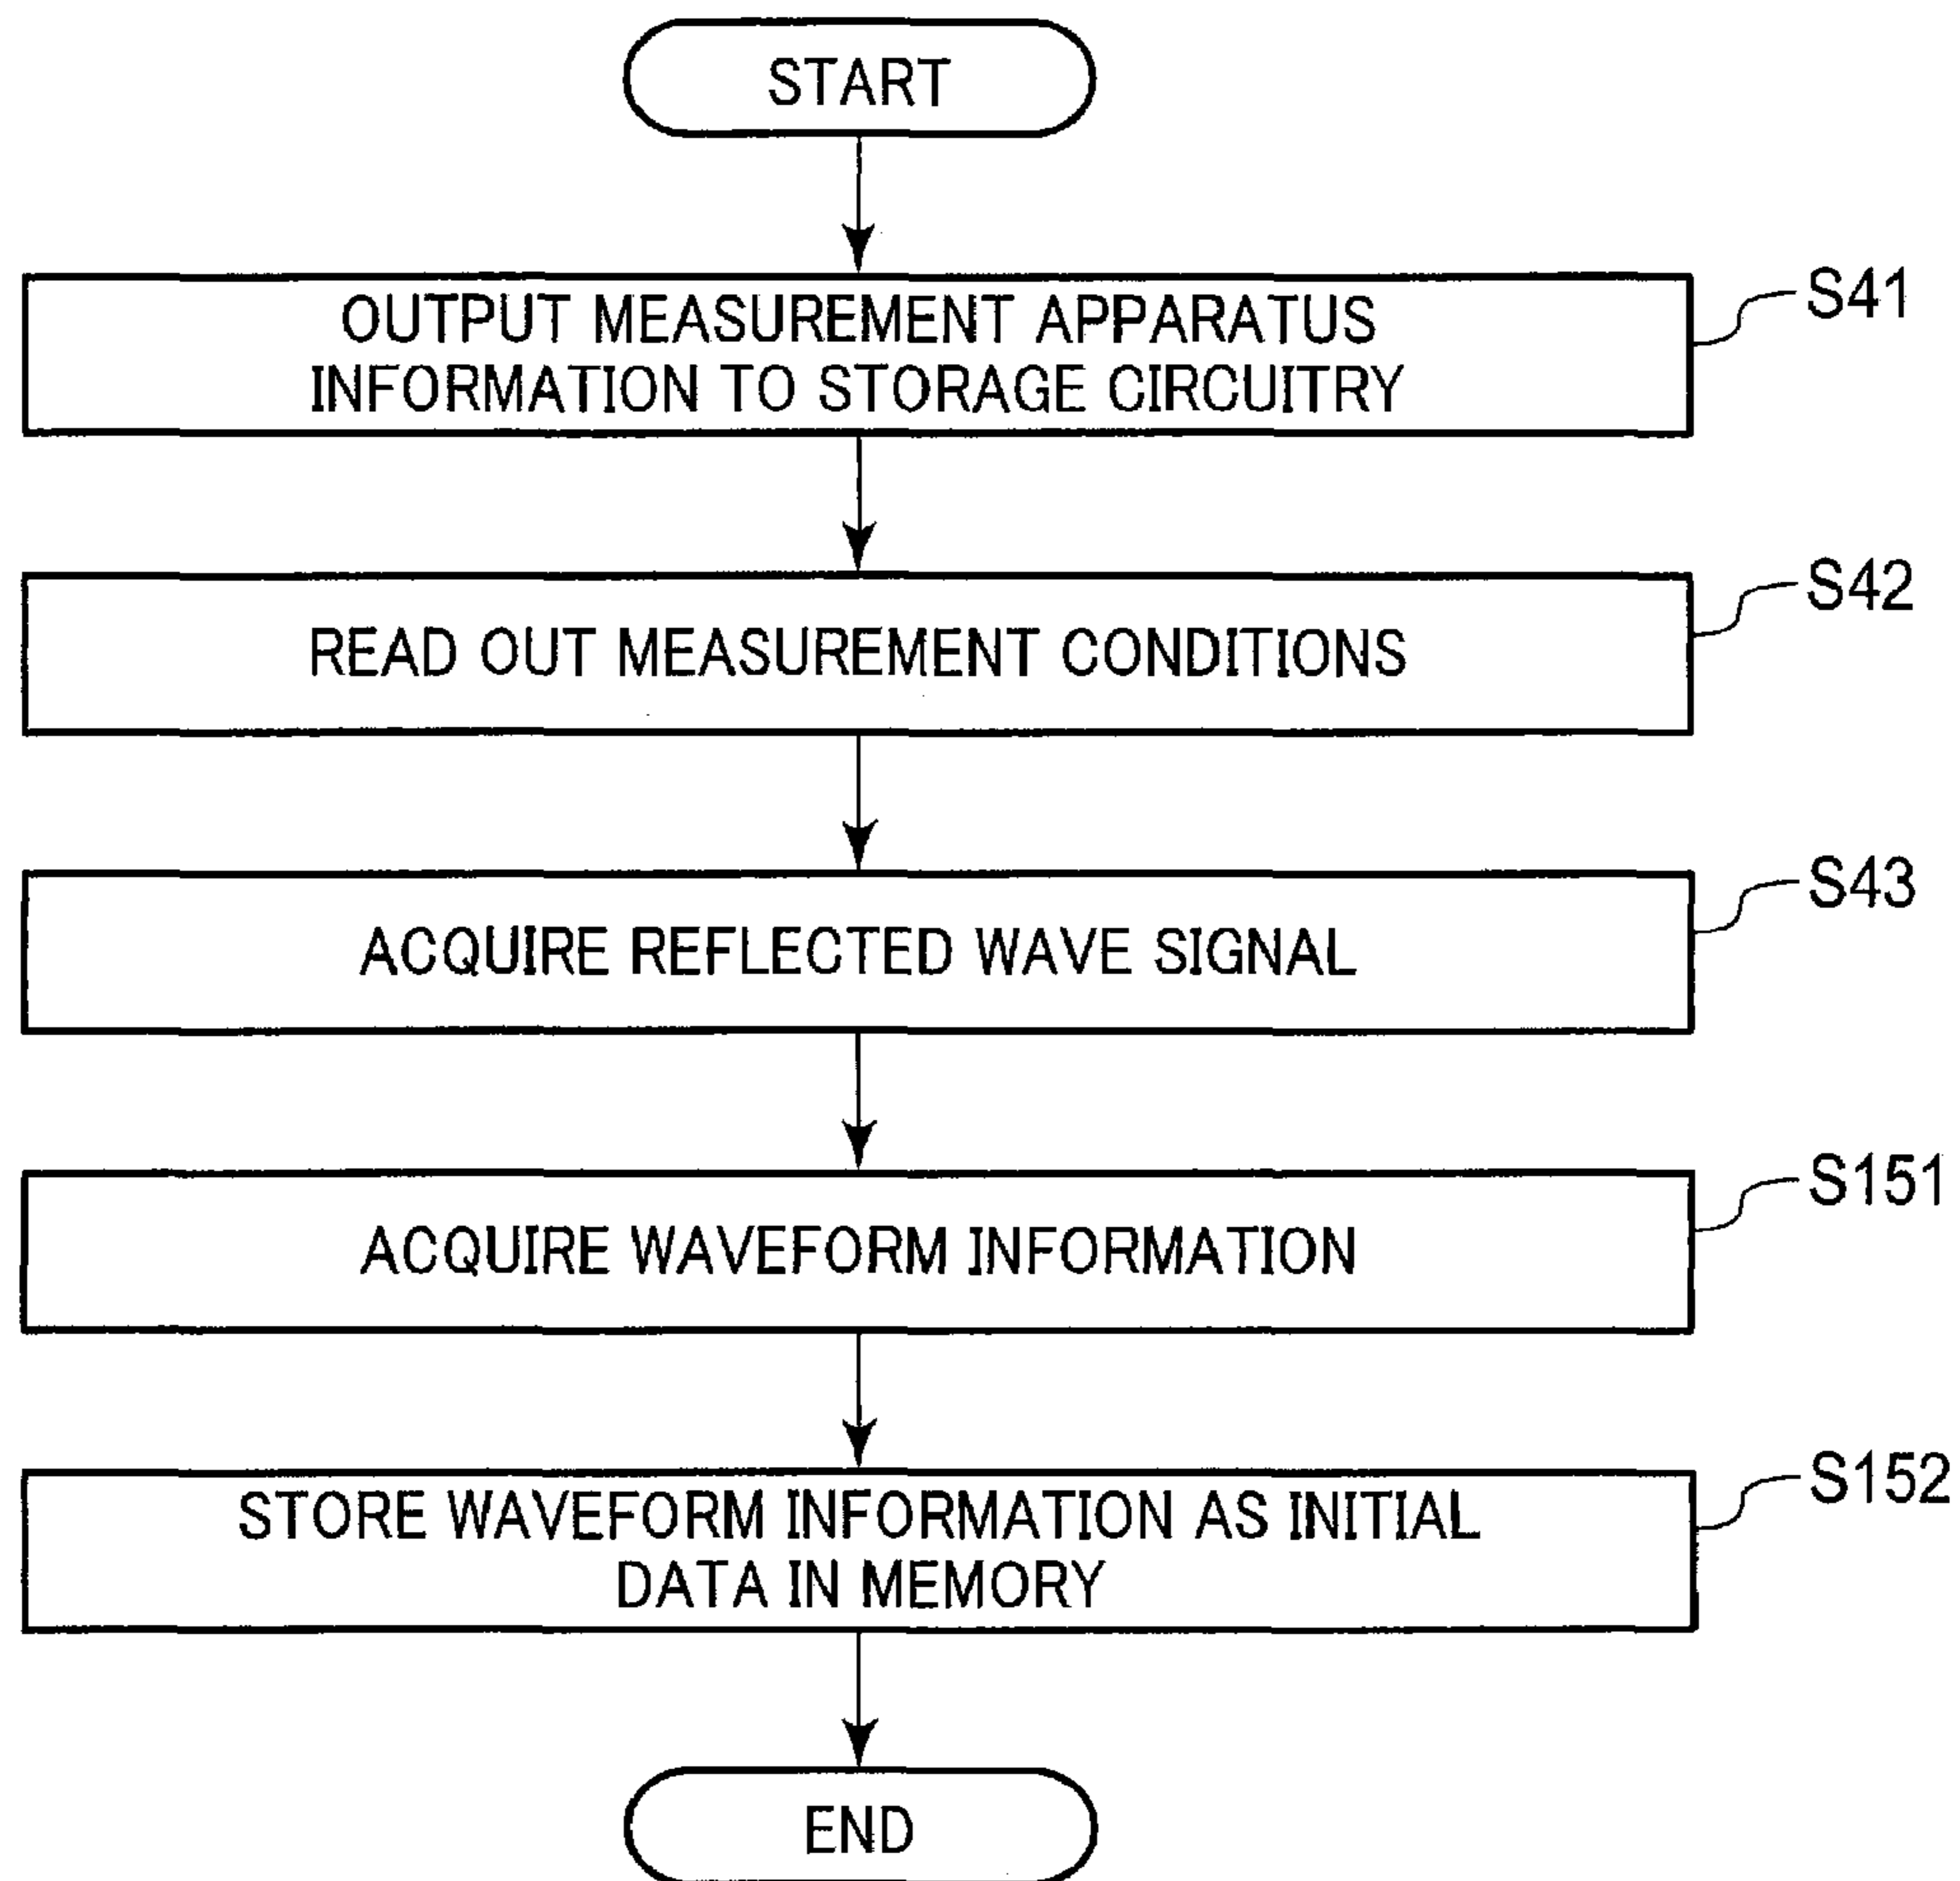 START
OUTPUT MEASUREMENT APPARATUS
INFORMATION TO STORAGE CIRCUITRY
S41
READ OUT MEASUREMENT CONDITIONS
S42
ACQUIRE REFLECTED WAVE SIGNAL
S43
ACQUIRE WAVEFORM INFORMATION
S151
STORE WAVEFORM INFORMATION AS INITIAL
DATA IN MEMORY
S152
END